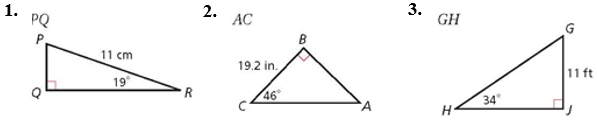 1. PQ
P
11 cm
19°
Q
R
2. AC
B
19.2 in.
46°
C
A
3. GH
G
11 ft
34°
H
J